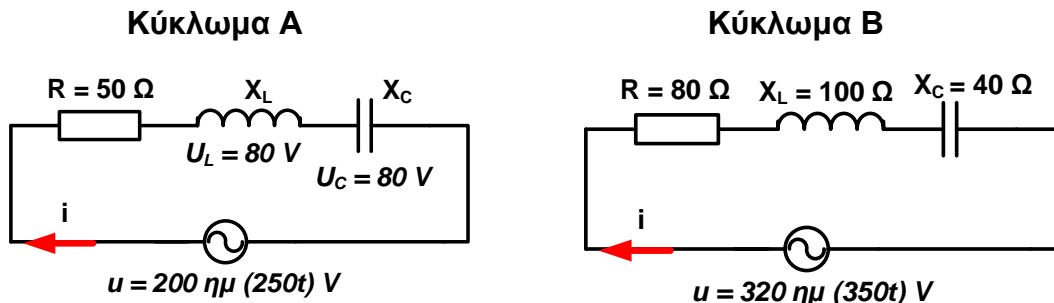 Κύκλωμα Α
R = 50 Ω
X_L
X_C
U_L = 80 V
U_C = 80 V
i
u = 200 ημ (250t) V
Κύκλωμα Β
R = 80 Ω
X_L = 100 Ω
X_C = 40 Ω
i
u = 320 ημ (350t) V